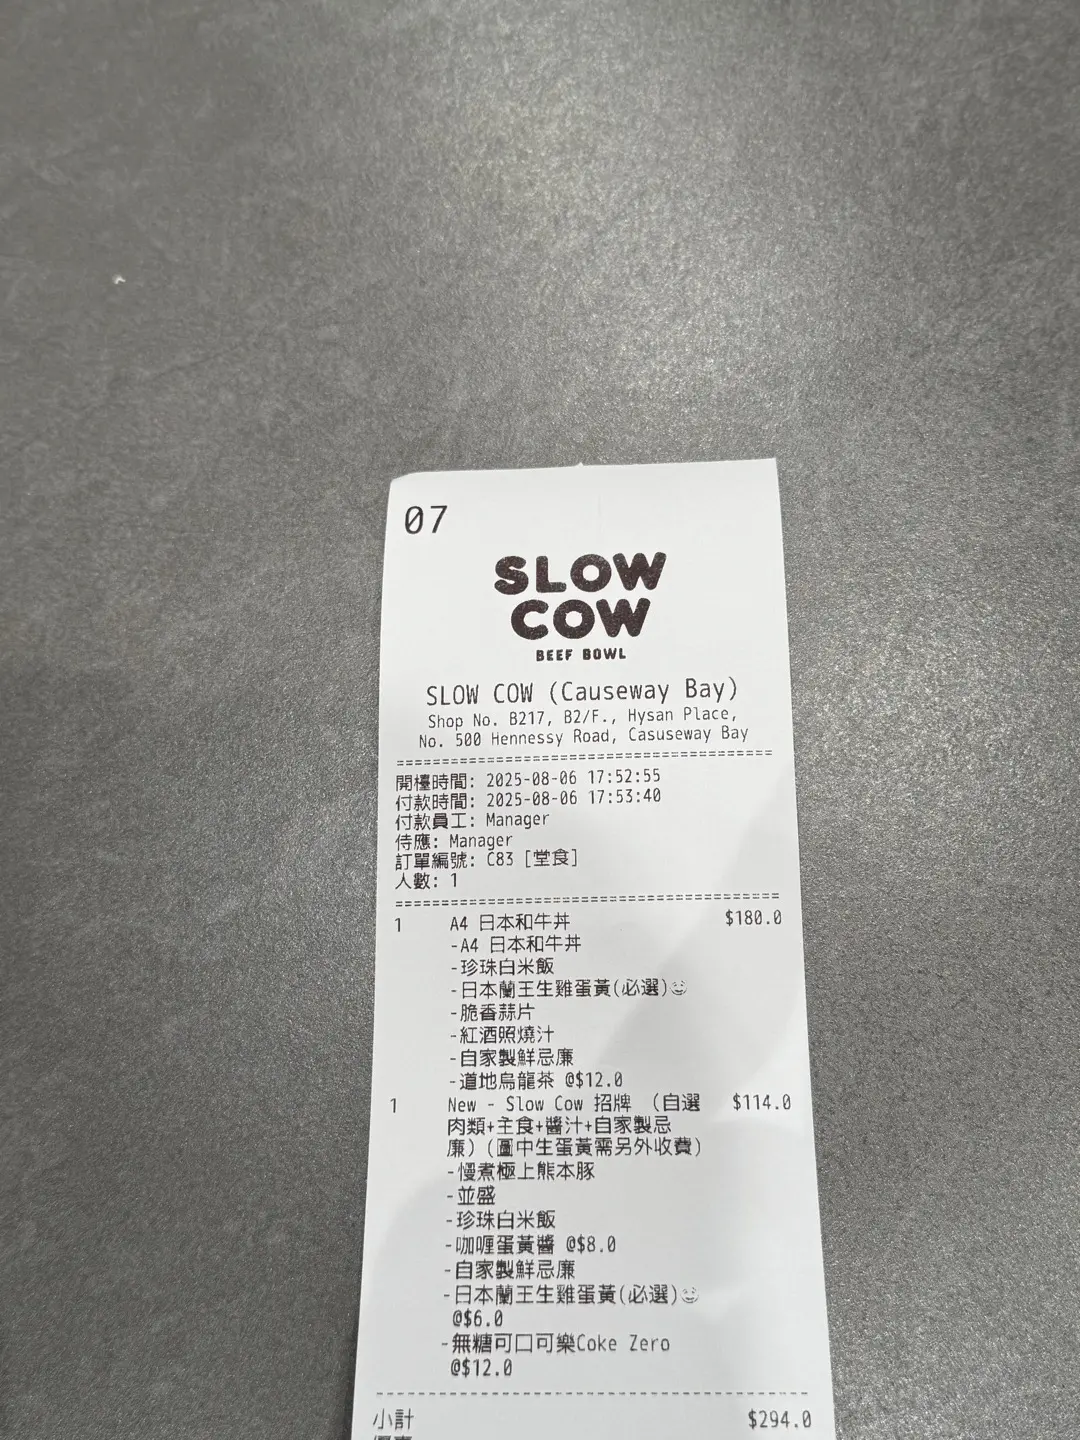 07
SLOW
COW
BEEF BOWL
SLOW COW (Causeway Bay)
Shop No. B217, B2/F., Hysan Place,
No. 500 Hennessy Road, Casuseway Bay
開檯時間: 2025-08-06 17:52:55
付款時間: 2025-08-06 17:53:40
付款員工: Manager
侍應: Manager
訂單編號: C83 [堂食]
人數: 1
1 A4 日本和牛丼 $180.0
-A4 日本和牛丼
-珍珠白米飯
-日本蘭王生雞蛋黃(必選)
-脆香蒜片
-紅酒照燒汁
-自家製鮮忌廉
-道地烏龍茶 @$12.0
1 New - Slow Cow 招牌 (自選 $114.0
肉類+主食+醬汁+自家製忌
廉)(圖中生蛋黃需另外收費)
-慢煮極上熊本豚
-並盛
-珍珠白米飯
-咖喱蛋黃醬 @$8.0
-自家製鮮忌廉
-日本蘭王生雞蛋黃(必選)
@$6.0
-無糖可口可樂Coke Zero
@$12.0
小計 $294.0